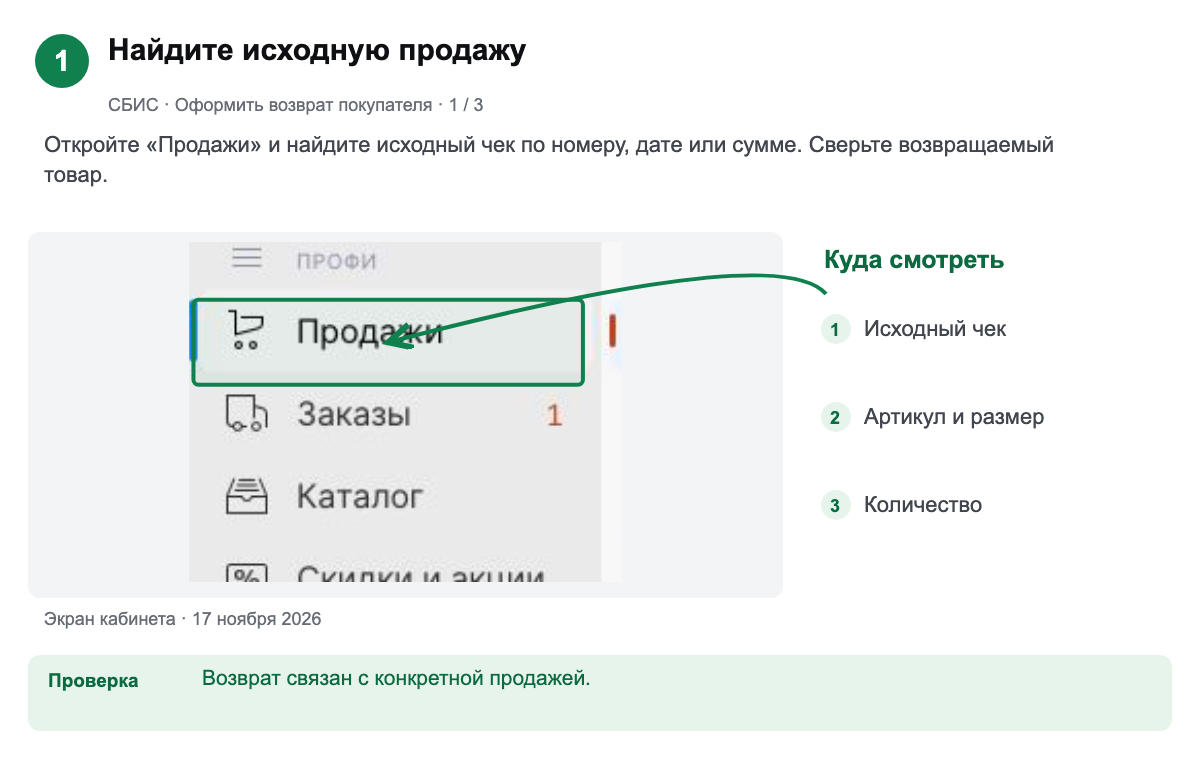 1
Найдите исходную продажу
СБИС · Оформить возврат покупателя · 1 / 3
Откройте «Продажи» и найдите исходный чек по номеру, дате или сумме. Сверьте возвращаемый
товар.
ПРОФИ
Продажи
Заказы 1
Каталог
% Скидки и акции
Куда смотреть
1 Исходный чек
2 Артикул и размер
3 Количество
Экран кабинета · 17 ноября 2026
Проверка Возврат связан с конкретной продажей.